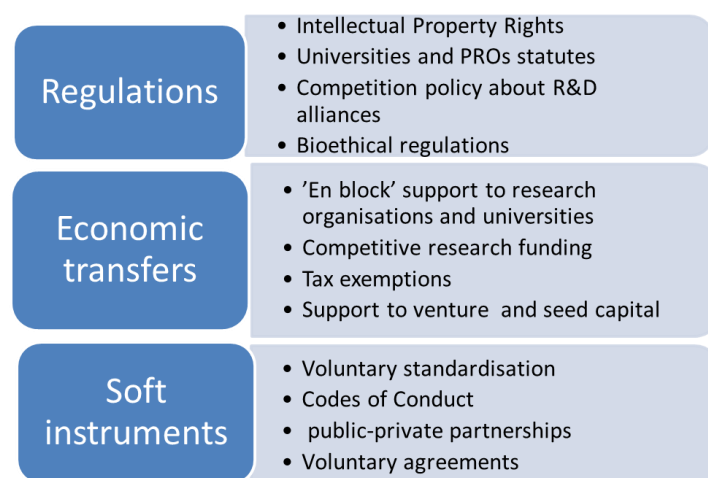 Regulations
• Intellectual Property Rights
• Universities and PROs statutes
• Competition policy about R&D
alliances
• Bioethical regulations
Economic
transfers
• ’En block’ support to research
organisations and universities
• Competitive research funding
• Tax exemptions
• Support to venture and seed capital
Soft
instruments
• Voluntary standardisation
• Codes of Conduct
• public-private partnerships
• Voluntary agreements